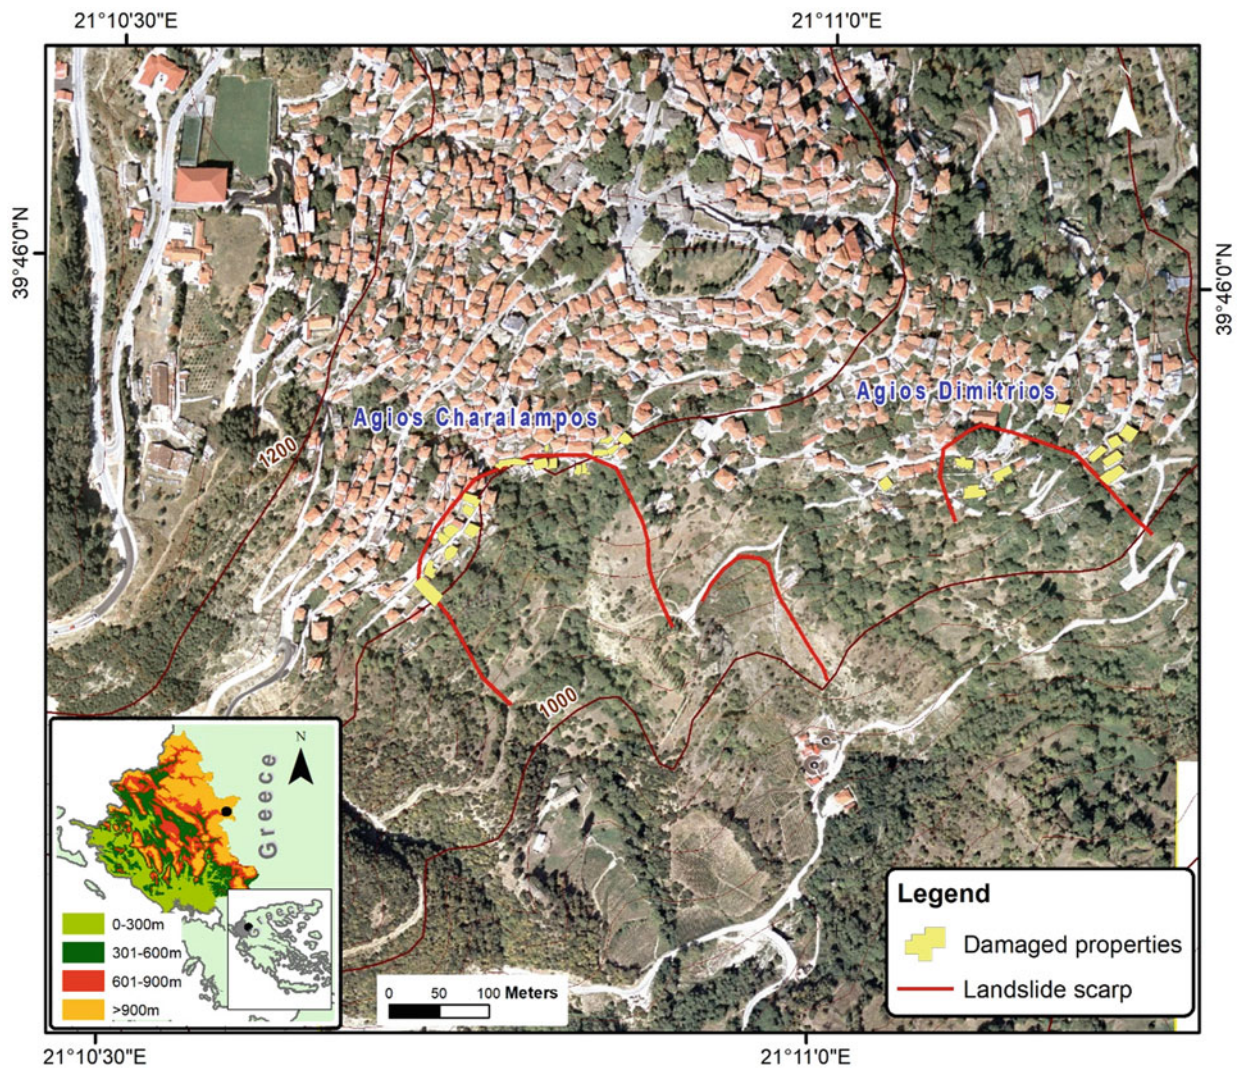 21°10'30"E
21°11'0"E
39°46'0"N
39°46'0"N
Agios Dimitrios
Agios Charalampos
1200
1000
N
Greece
0-300m
301-600m
601-900m
>900m
0 50 100 Meters
Legend
Damaged properties
Landslide scarp
21°10'30"E
21°11'0"E